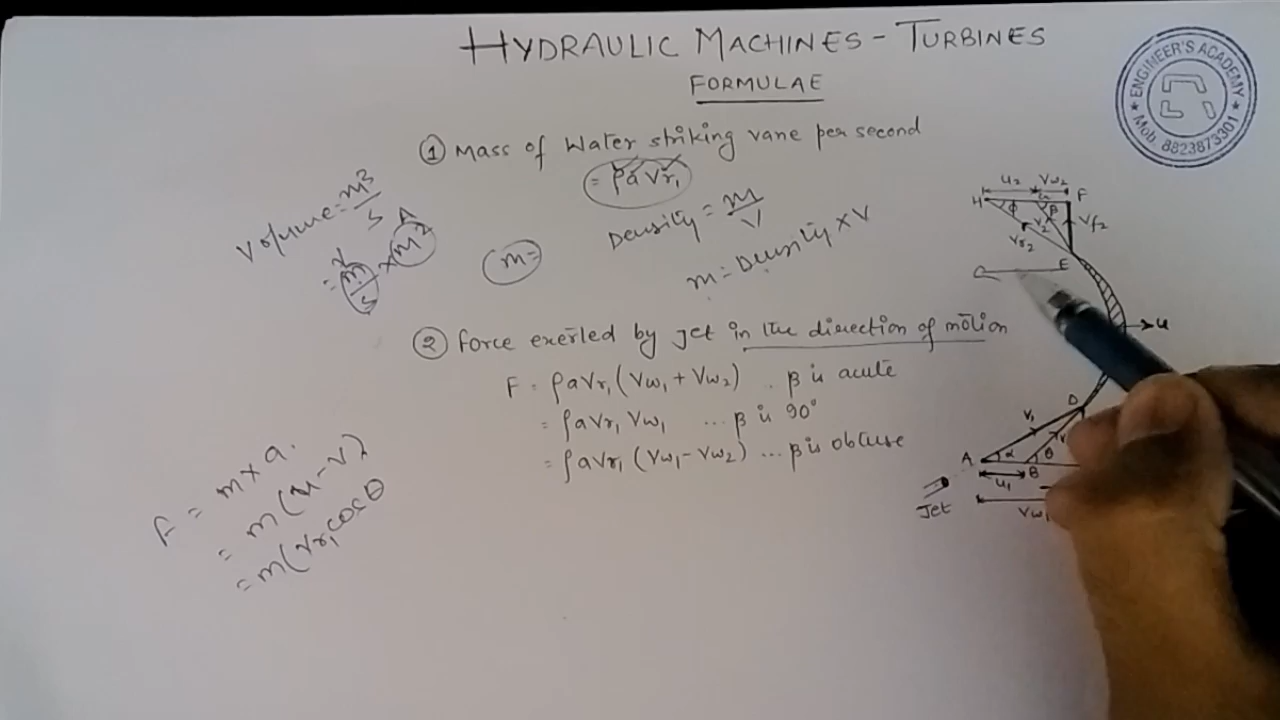 HYDRAULIC MACHINES - TURBINES
FORMULAE
ENGINEER'S ACADEMY
Mob. 8823873301
① Mass of Water striking vane per second
= ρaVr₁
Volume = m³/s
= m/s × m²
V A
m =
Density = m/V
m = Density × V
② Force exerted by jet in the direction of motion
F = ρaVr₁ (Vw₁ + Vw₂) .. β is acute
= ρaVr₁ Vw₁ ... β is 90°
= ρaVr₁ (Vw₁ - Vw₂) ... β is obtuse
F = m × a.
= m(u - v)
= m(Vr₁ cos θ
u₂ Vw₂
H G F
φ β
V₂ Vf₂
Vr₂
E
u
D
V₁
A α B θ
u₁
Jet
Vw₁